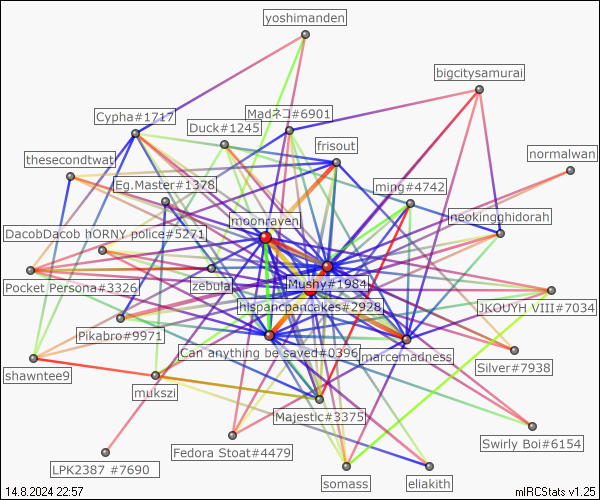 yoshimanden
bigcitysamurai
Cypha#1717
Madネコ#6901
Duck#1245
frisout
thesecondtwat
normalwan
Eg.Master#1378
ming#4742
moonraven
neokingghidorah
DacobDacob hORNY police#5271
Pocket Persona#3326
zebula
Mushy#1984
hispancpancakes#2928
JKOUYH VIII#7034
Pikabro#9971
Can anything be saved#0396
marcemadness
Silver#7938
shawntee9
mukszi
Majestic#3375
Swirly Boi#6154
Fedora Stoat#4479
LPK2387 #7690
somass
eliakith
14.8.2024 22:57
mIRCStats v1.25